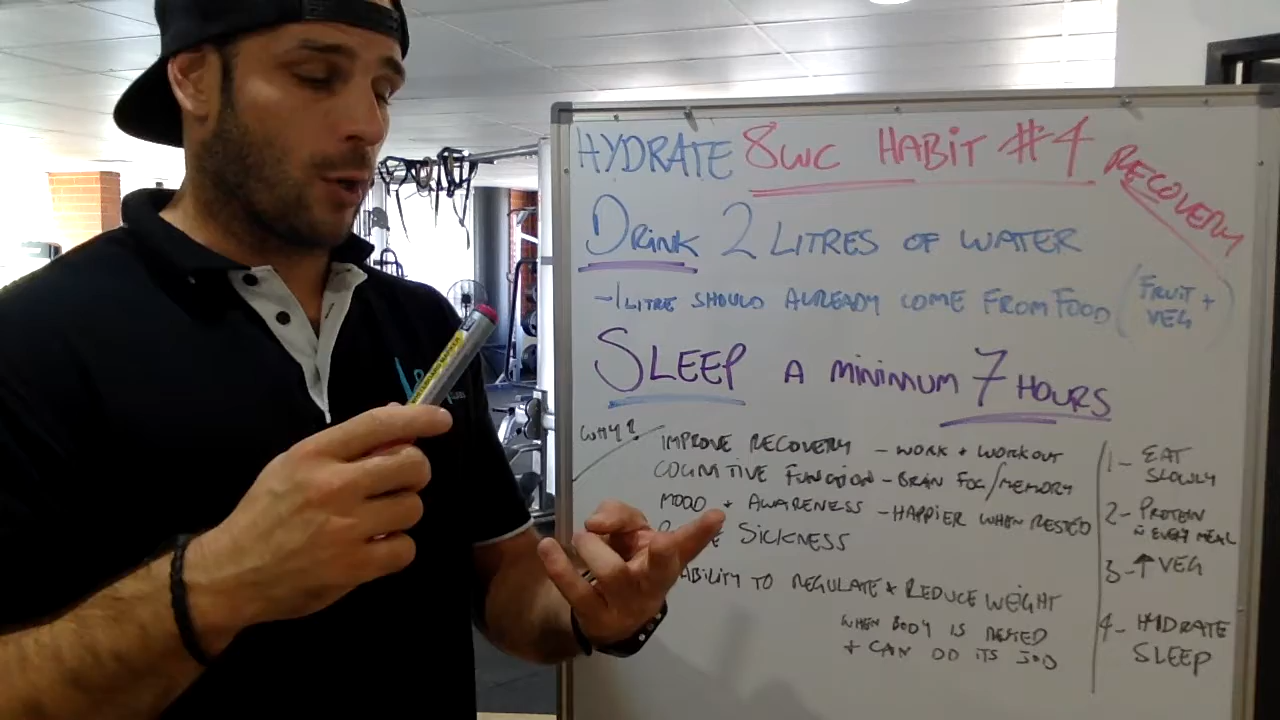 HYDRATE 8WC HABIT #4 RECOVERY
DRINK 2 LITRES OF WATER
-1 LITRE SHOULD ALREADY COME FROM FOOD (FRUIT + VEG)
SLEEP A MINIMUM 7 HOURS
WHY?
IMPROVE RECOVERY - WORK + WORKOUT
COGNITIVE FUNCTION - BRAIN FOG/MEMORY
MOOD + AWARENESS - HAPPIER WHEN RESTED
SICKNESS
ABILITY TO REGULATE + REDUCE WEIGHT
WHEN BODY IS RESTED
+ CAN DO ITS JOB
1- EAT SLOWLY
2- PROTEIN IN EVERY MEAL
3- ↑ VEG
4- HYDRATE SLEEP